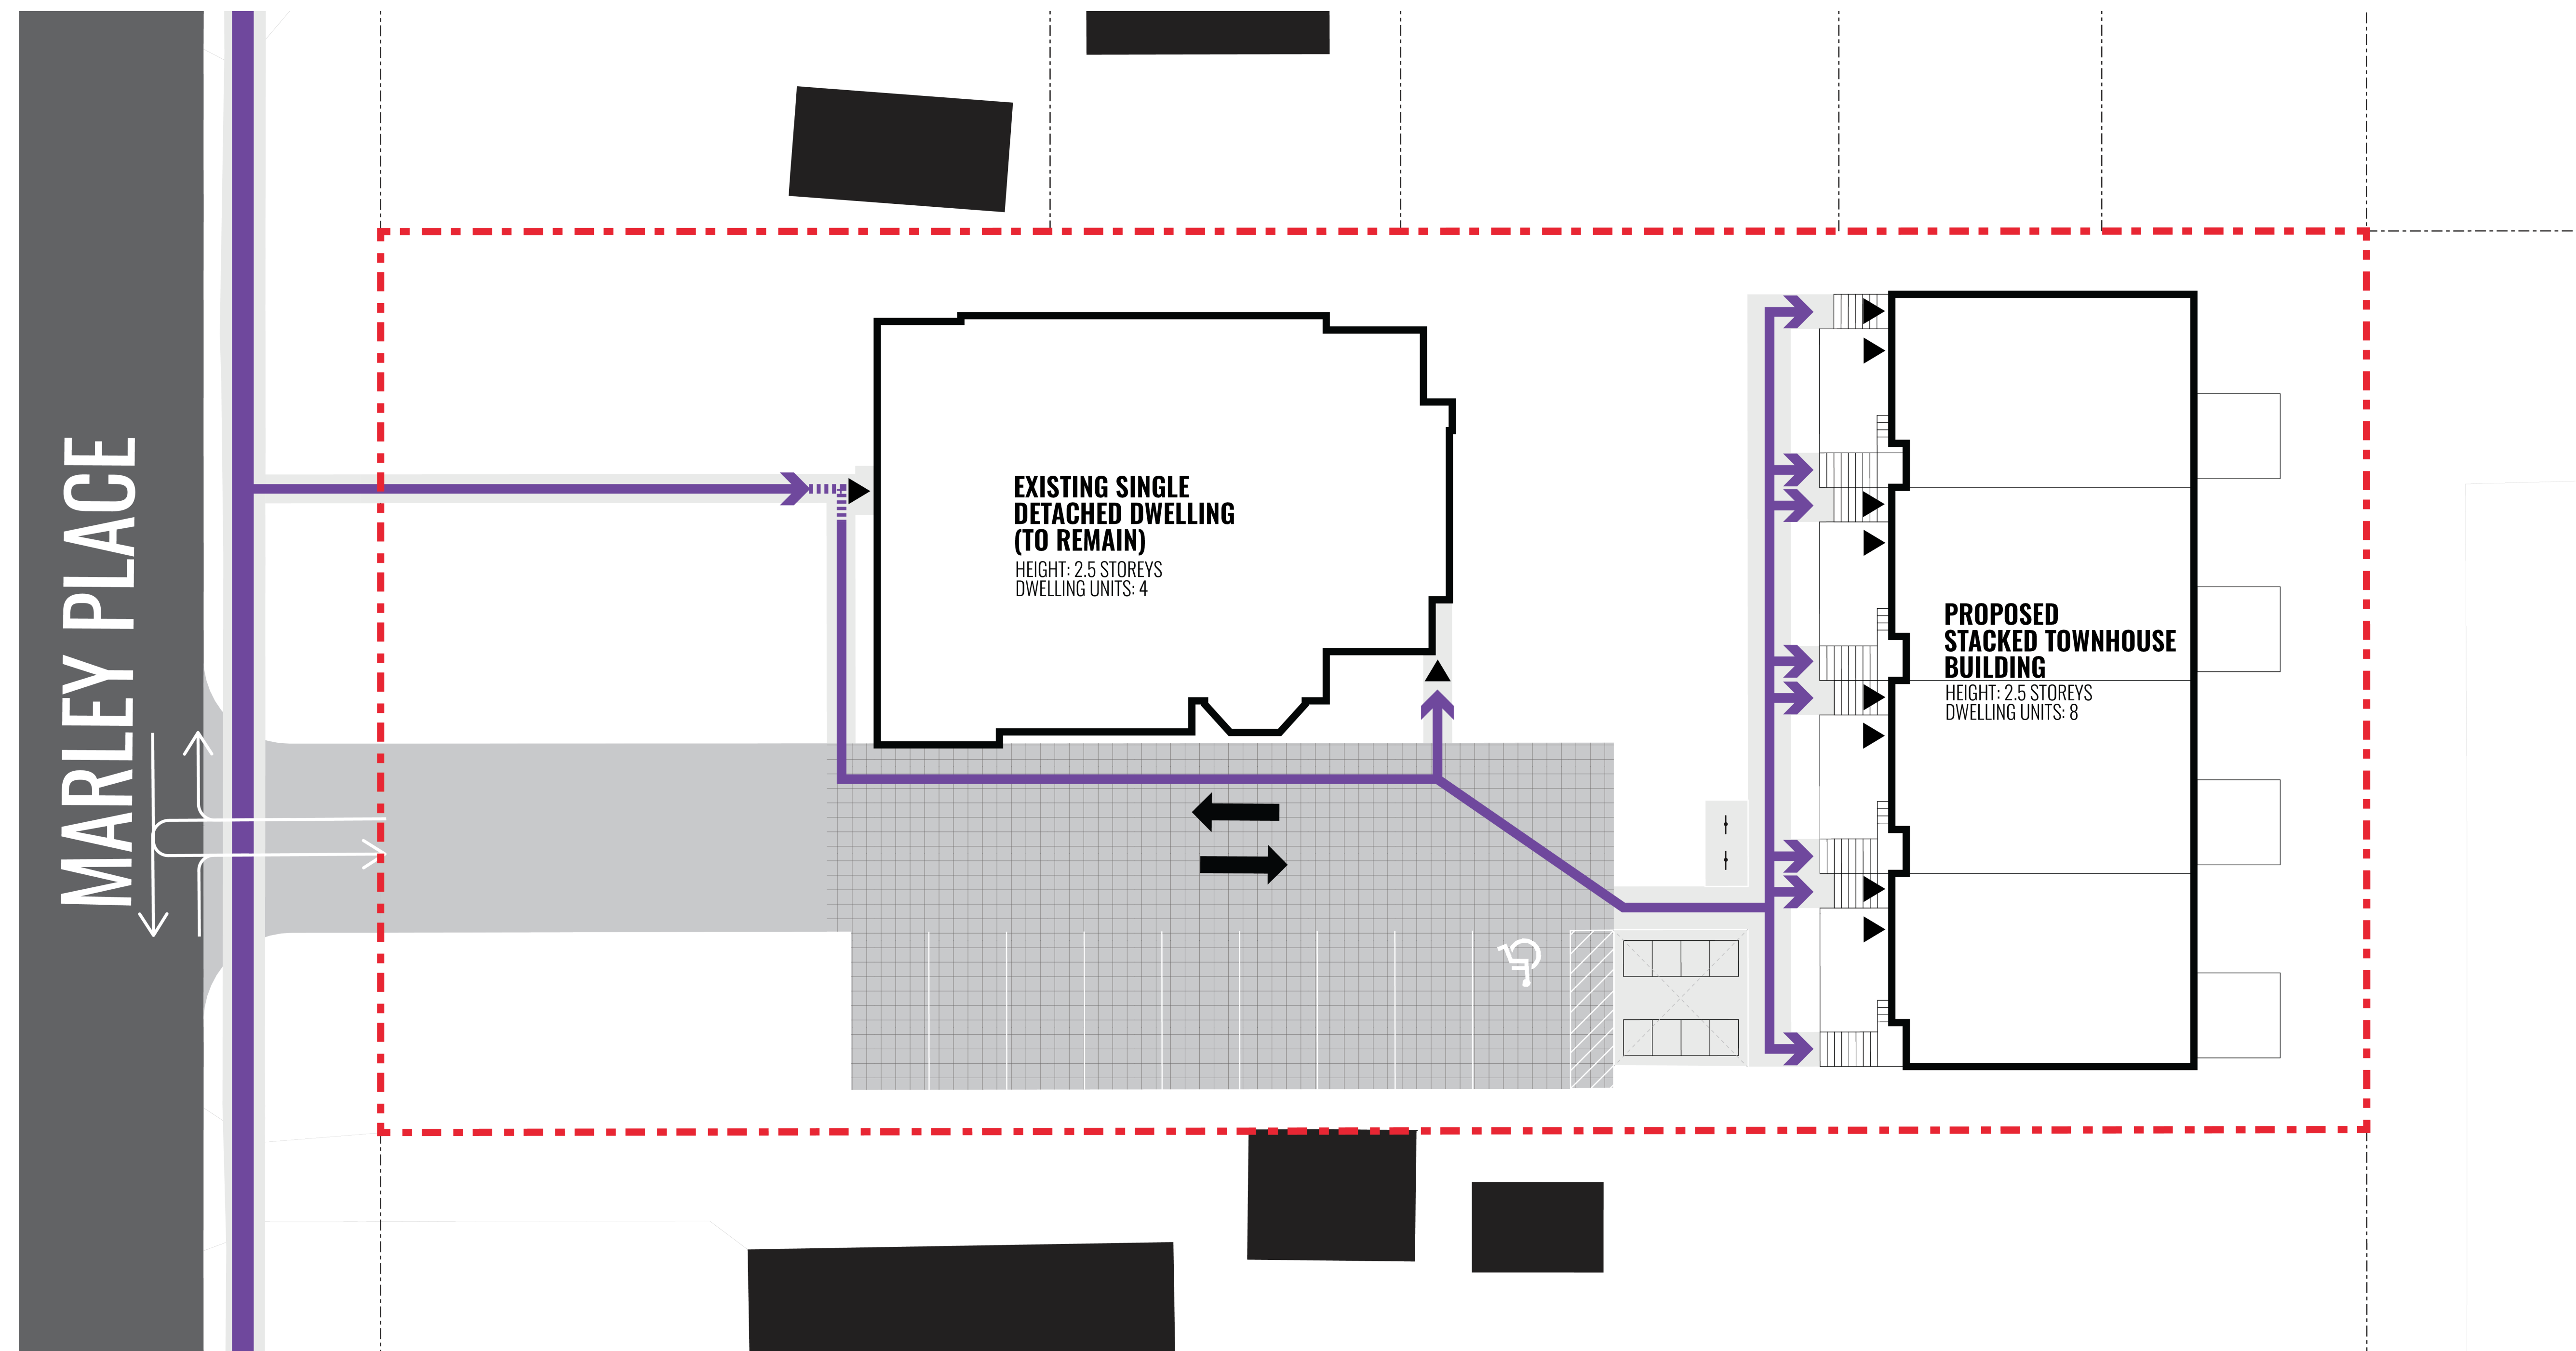 MARLEY PLACE
EXISTING SINGLE
DETACHED DWELLING
(TO REMAIN)
HEIGHT: 2.5 STOREYS
DWELLING UNITS: 4
PROPOSED
STACKED TOWNHOUSE
BUILDING
HEIGHT: 2.5 STOREYS
DWELLING UNITS: 8